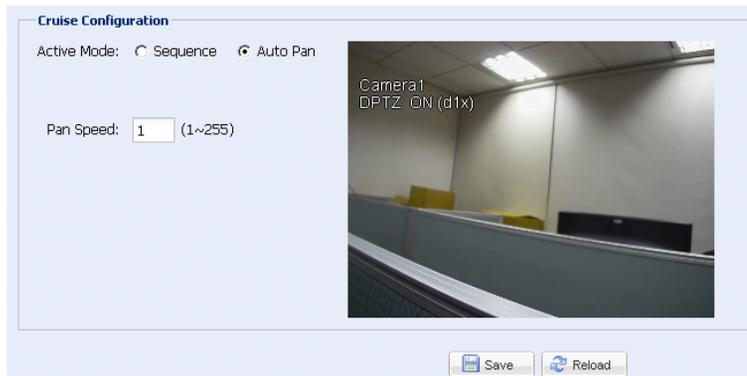 Cruise Configuration
Active Mode: Sequence Auto Pan
Pan Speed: 1 (1~255)
Camera1
DPTZ: ON (d1x)
Save Reload